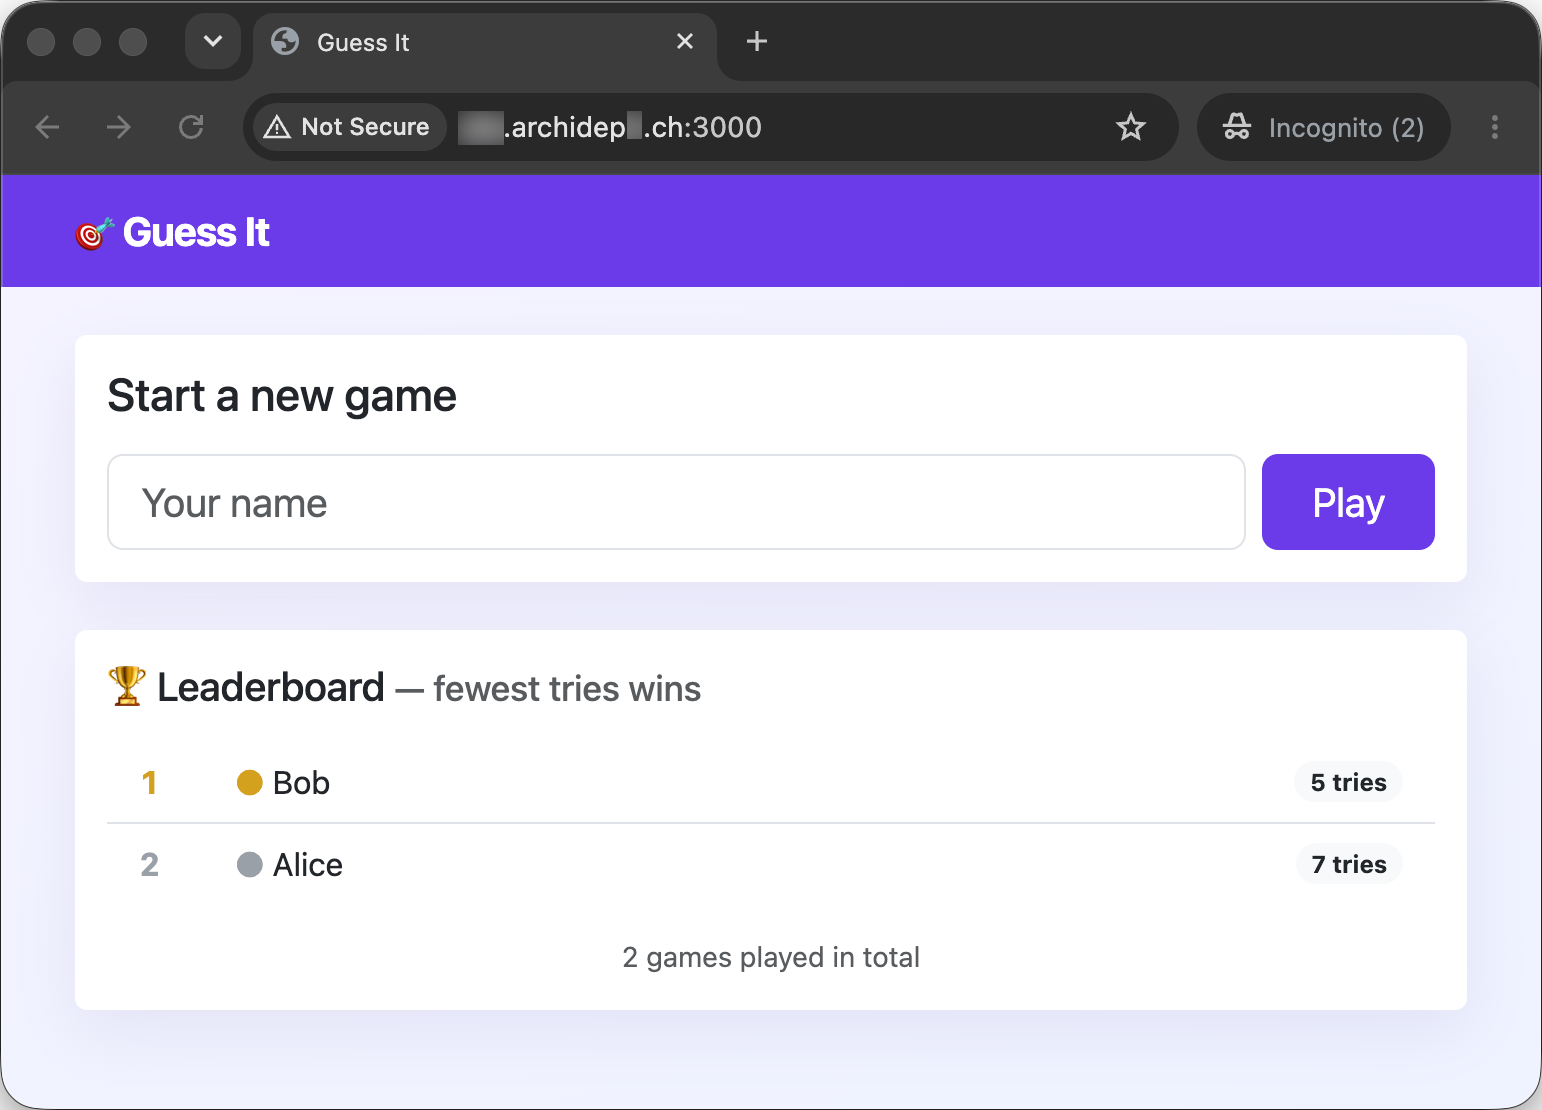 Guess It
Not Secure .archidep .ch:3000 Incognito (2)
Guess It
Start a new game
Your name
Play
Leaderboard — fewest tries wins
1 Bob 5 tries
2 Alice 7 tries
2 games played in total